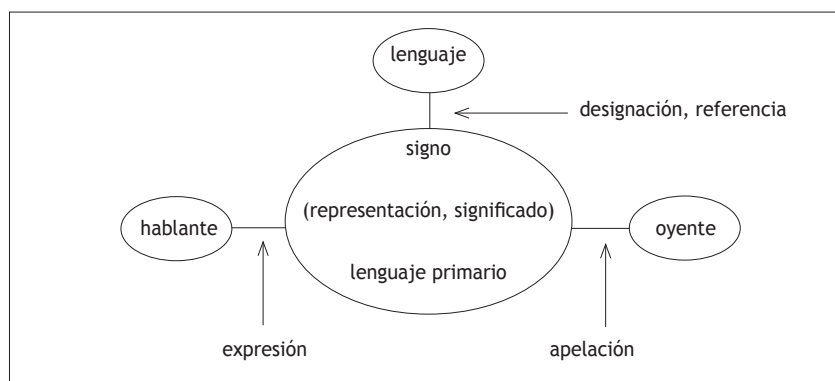 lenguaje
designación, referencia
signo
(representación, significado)
hablante
oyente
lenguaje primario
expresión
apelación